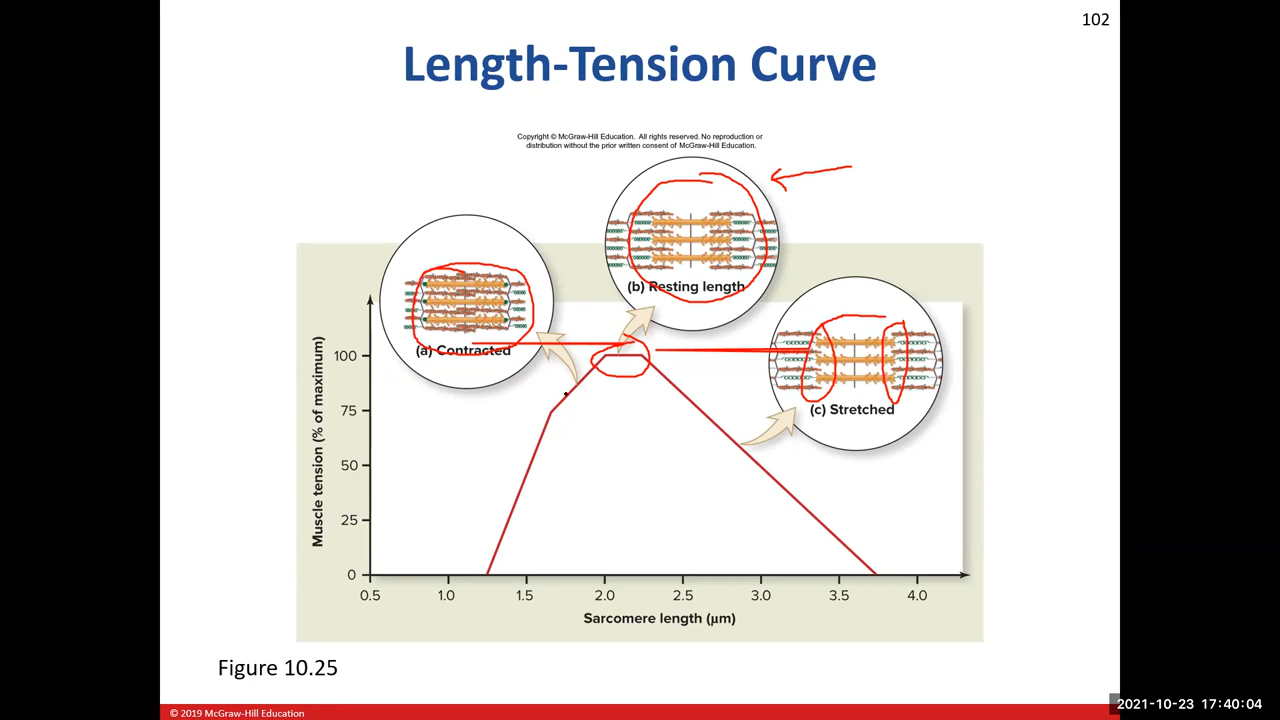 102
Length-Tension Curve
Copyright © McGraw-Hill Education. All rights reserved. No reproduction or
distribution without the prior written consent of McGraw-Hill Education.
(b) Resting length
(a) Contracted
(c) Stretched
Muscle tension (% of maximum)
100
75
50
25
0
0.5 1.0 1.5 2.0 2.5 3.0 3.5 4.0
Sarcomere length (μm)
Figure 10.25
© 2019 McGraw-Hill Education
2021-10-23 17:40:04